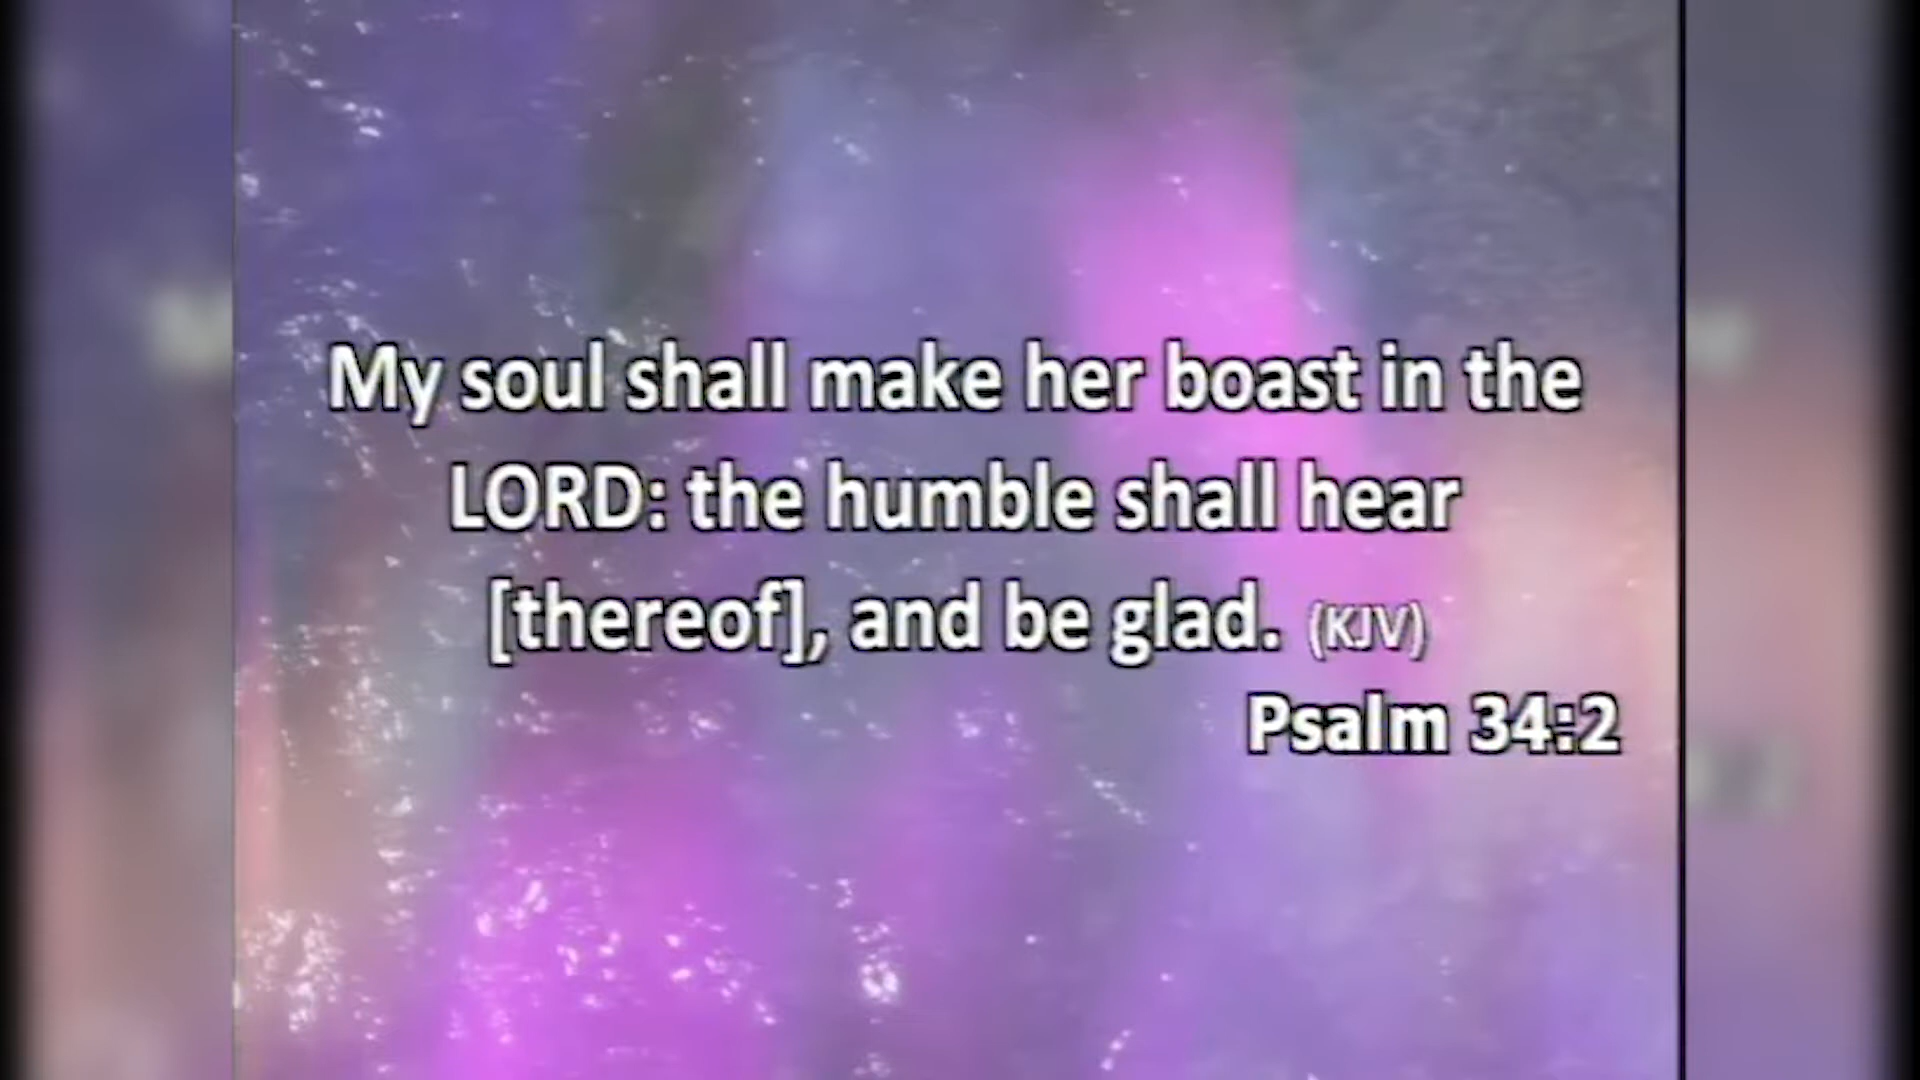 My soul shall make her boast in the
LORD: the humble shall hear
[thereof], and be glad. (KJV)
Psalm 34:2